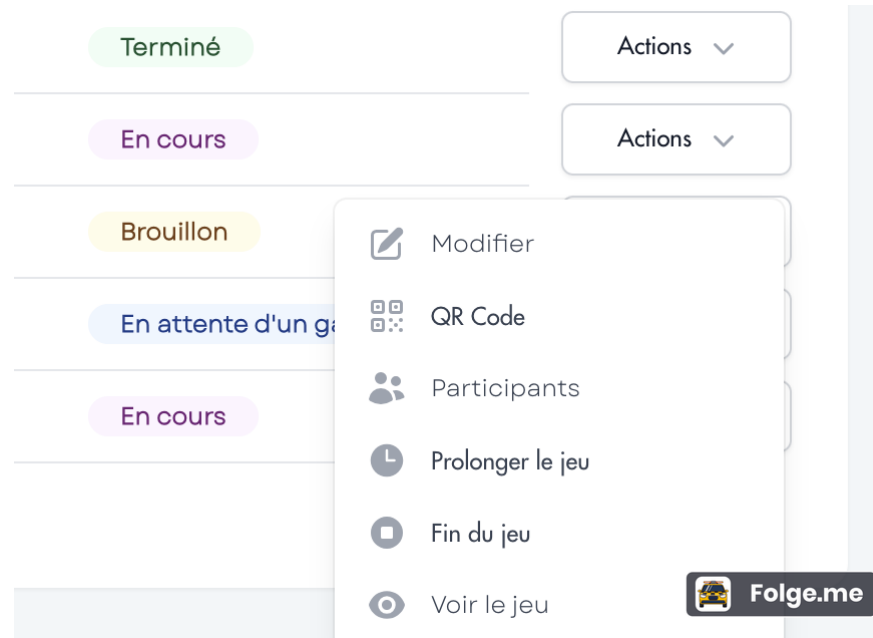 Terminé
Actions
En cours
Actions
Brouillon
En attente d'un
En cours
Modifier
QR Code
Participants
Prolonger le jeu
Fin du jeu
Voir le jeu
Folge.me